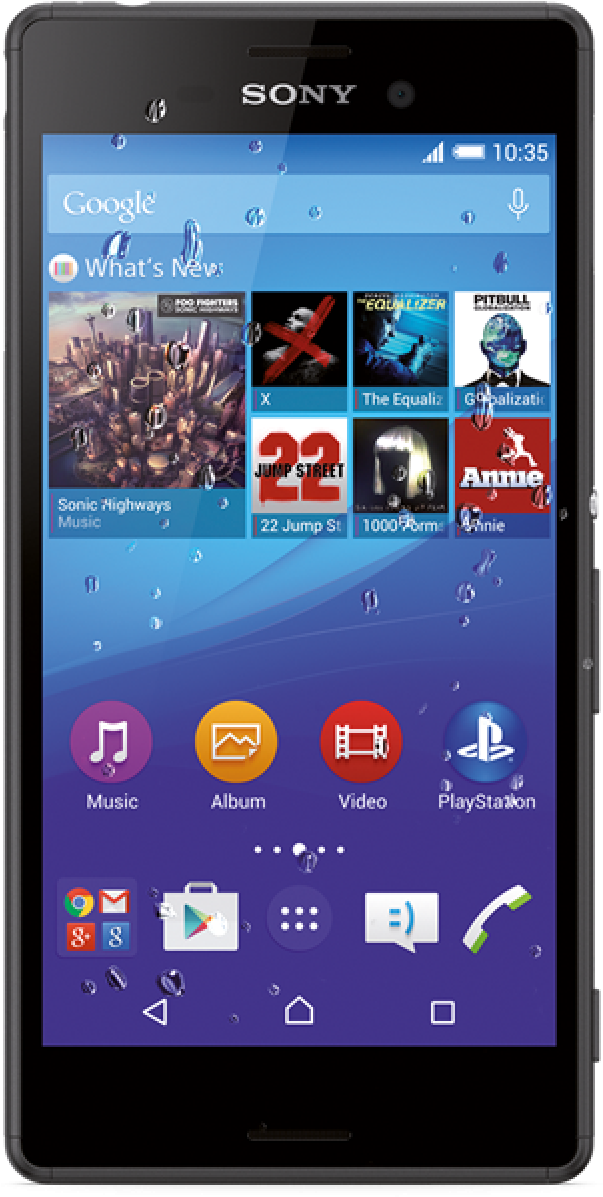 SONY
10:35
Google
What's New
FOO FIGHTERS
SONIC HIGHWAYS
Sonic Highways
Music
X
THE EQUALIZER
The Equaliz
PITBULL
GLOBALIZATION
Globalizatio
22
JUMP STREET
22 Jump St
1000 Forms
Annie
Annie
Music
Album
Video
PlayStation
g+
g
:)